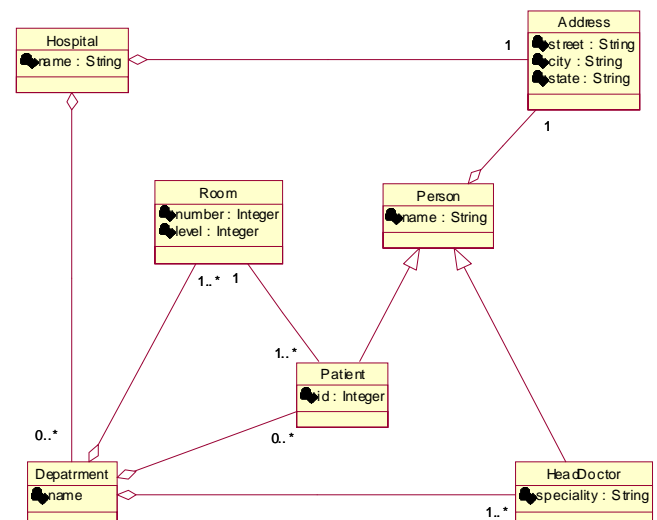 Hospital
name : String
Address
street : String
city : String
state : String
1
1
Room
number : Integer
level : Integer
Person
name : String
1..*
1
1..*
Patient
id : Integer
0..*
0..*
Depatrment
name
HeadDoctor
speciality : String
1..*